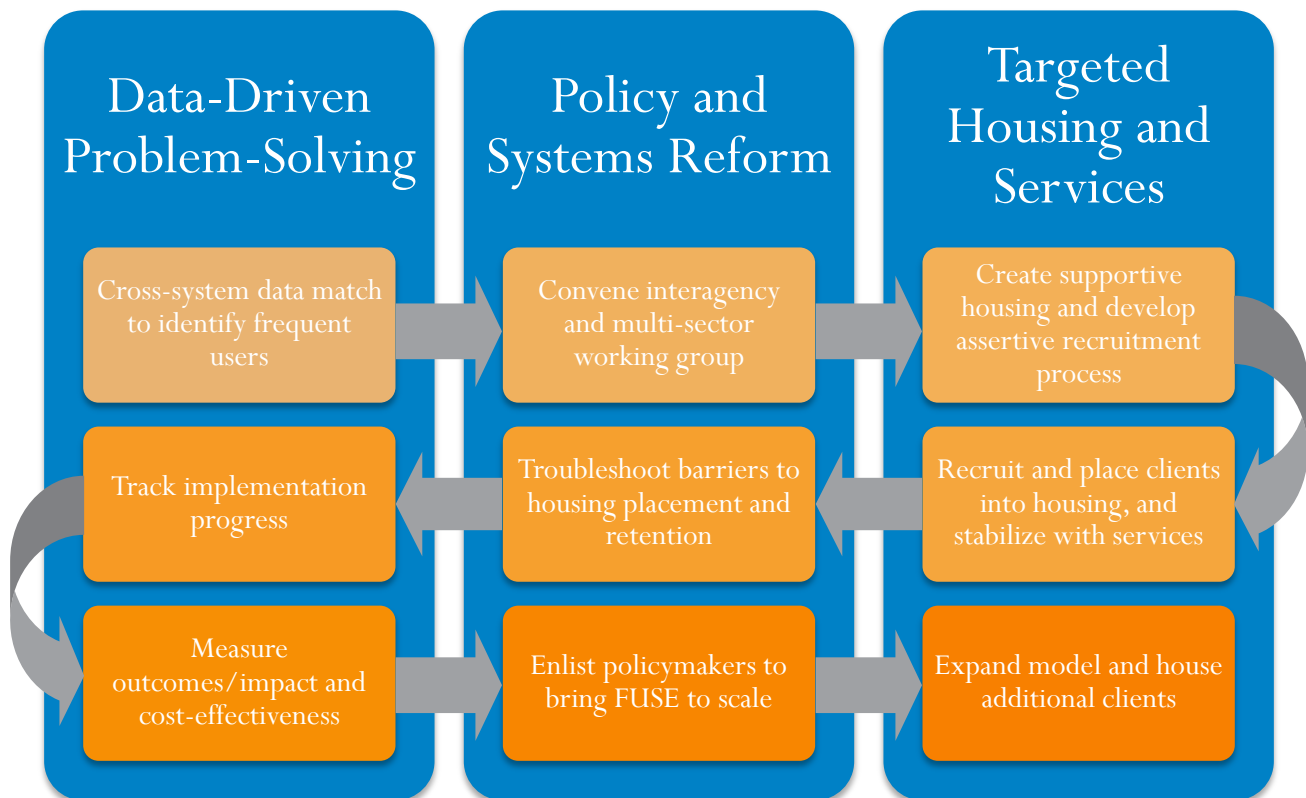 Data-Driven
Problem-Solving
Policy and
Systems Reform
Targeted
Housing and
Services
Cross-system data match
to identify frequent
users
Convene interagency
and multi-sector
working group
Create supportive
housing and develop
assertive recruitment
process
Recruit and place clients
into housing, and
stabilize with services
Troubleshoot barriers to
housing placement and
retention
Track implementation
progress
Measure
outcomes/impact and
cost-effectiveness
Enlist policymakers to
bring FUSE to scale
Expand model and house
additional clients